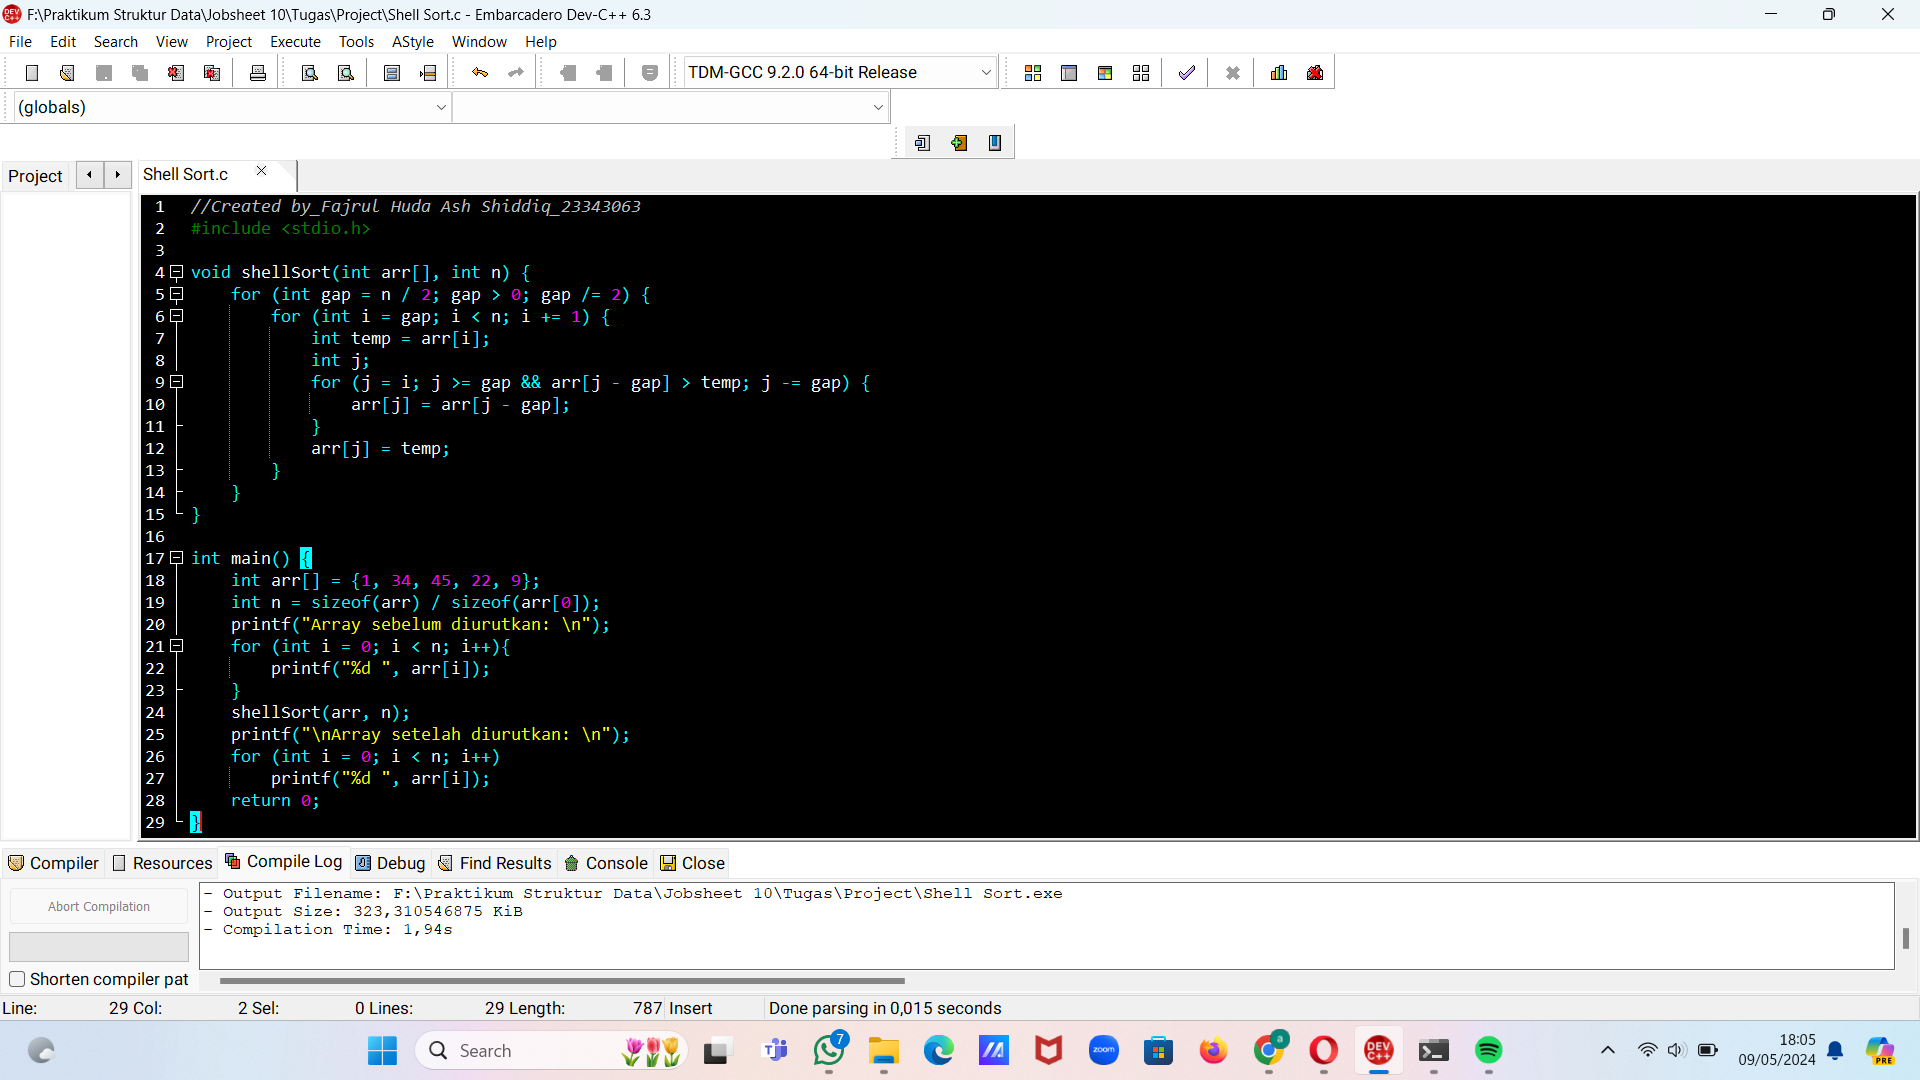 F:\Praktikum Struktur Data\Jobsheet 10\Tugas\Project\Shell Sort.c - Embarcadero Dev-C++ 6.3
File Edit Search View Project Execute Tools AStyle Window Help
TDM-GCC 9.2.0 64-bit Release
(globals)
Project
Shell Sort.c
1 //Created by_Fajrul Huda Ash Shiddiq_23343063
2 #include <stdio.h>
3
4 void shellSort(int arr[], int n) {
5     for (int gap = n / 2; gap > 0; gap /= 2) {
6         for (int i = gap; i < n; i += 1) {
7             int temp = arr[i];
8             int j;
9             for (j = i; j >= gap && arr[j - gap] > temp; j -= gap) {
10                 arr[j] = arr[j - gap];
11             }
12             arr[j] = temp;
13         }
14     }
15 }
16
17 int main() {
18     int arr[] = {1, 34, 45, 22, 9};
19     int n = sizeof(arr) / sizeof(arr[0]);
20     printf("Array sebelum diurutkan: \n");
21     for (int i = 0; i < n; i++){
22         printf("%d ", arr[i]);
23     }
24     shellSort(arr, n);
25     printf("\nArray setelah diurutkan: \n");
26     for (int i = 0; i < n; i++)
27         printf("%d ", arr[i]);
28     return 0;
29 }
Compiler Resources Compile Log Debug Find Results Console Close
Abort Compilation
Shorten compiler pat
- Output Filename: F:\Praktikum Struktur Data\Jobsheet 10\Tugas\Project\Shell Sort.exe
- Output Size: 323,310546875 KiB
- Compilation Time: 1,94s
Line: 29 Col: 2 Sel: 0 Lines: 29 Length: 787 Insert Done parsing in 0,015 seconds
Search
7
zoom
a
DEV C++
18:05
09/05/2024
PRE